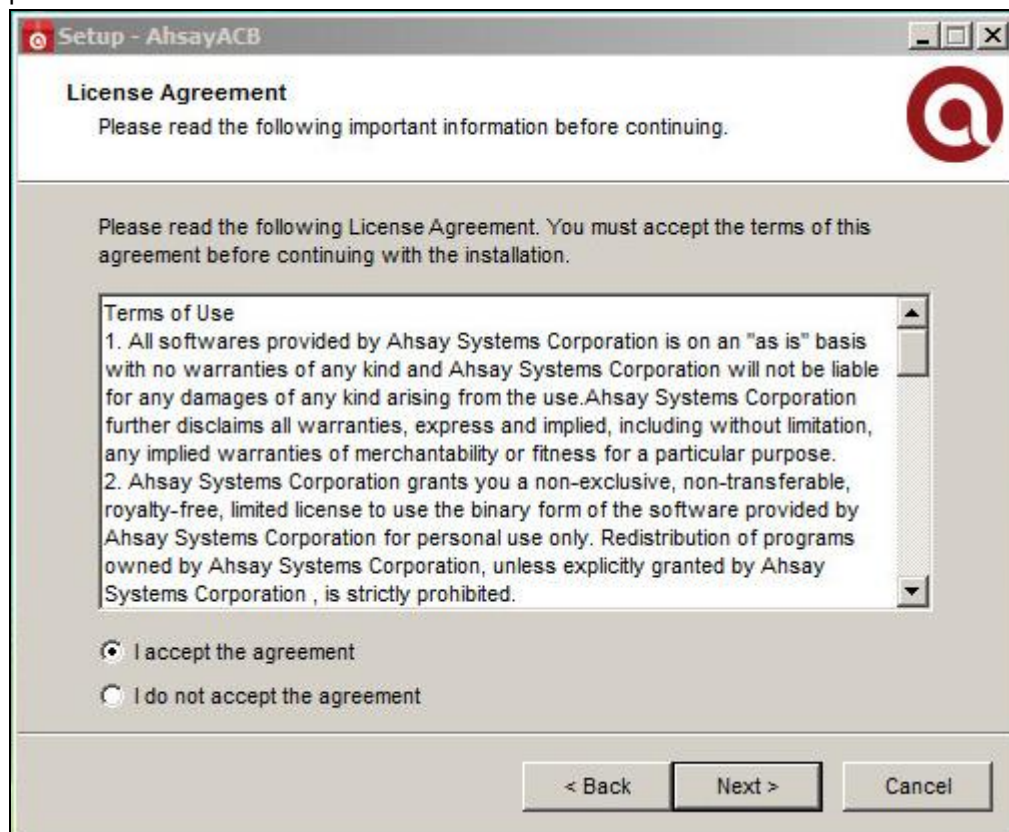 Setup - AhsayACB
License Agreement
Please read the following important information before continuing.
Please read the following License Agreement. You must accept the terms of this
agreement before continuing with the installation.
Terms of Use
1. All softwares provided by Ahsay Systems Corporation is on an "as is" basis
with no warranties of any kind and Ahsay Systems Corporation will not be liable
for any damages of any kind arising from the use.Ahsay Systems Corporation
further disclaims all warranties, express and implied, including without limitation,
any implied warranties of merchantability or fitness for a particular purpose.
2. Ahsay Systems Corporation grants you a non-exclusive, non-transferable,
royalty-free, limited license to use the binary form of the software provided by
Ahsay Systems Corporation for personal use only. Redistribution of programs
owned by Ahsay Systems Corporation, unless explicitly granted by Ahsay
Systems Corporation , is strictly prohibited.
I accept the agreement
I do not accept the agreement
< Back Next > Cancel